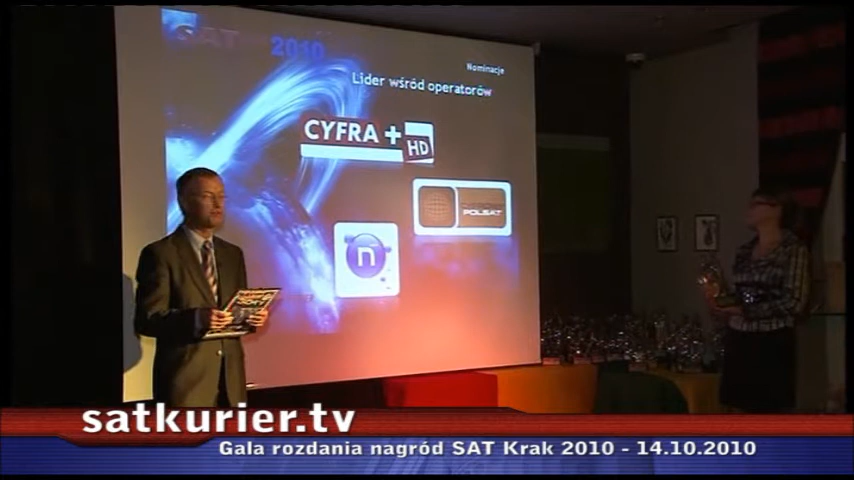 SAT
2010
Nominacje
Lider wśród operatorów
CYFRA +
HD
POLSAT
n
satkurier.tv
Gala rozdania nagród SAT Krak 2010 - 14.10.2010